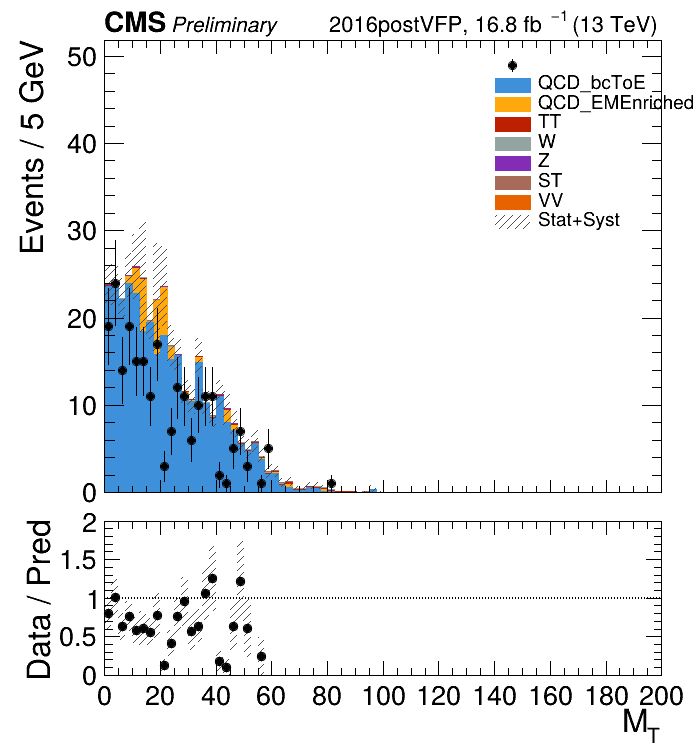 CMS Preliminary 2016postVFP, 16.8 fb⁻¹ (13 TeV)
Events / 5 GeV
50
40
30
20
10
0
QCD_bcToE
QCD_EMEnriched
TT
W
Z
ST
VV
Stat+Syst
Data / Pred
2
1.5
1
0.5
0
0 20 40 60 80 100 120 140 160 180 200
M_T